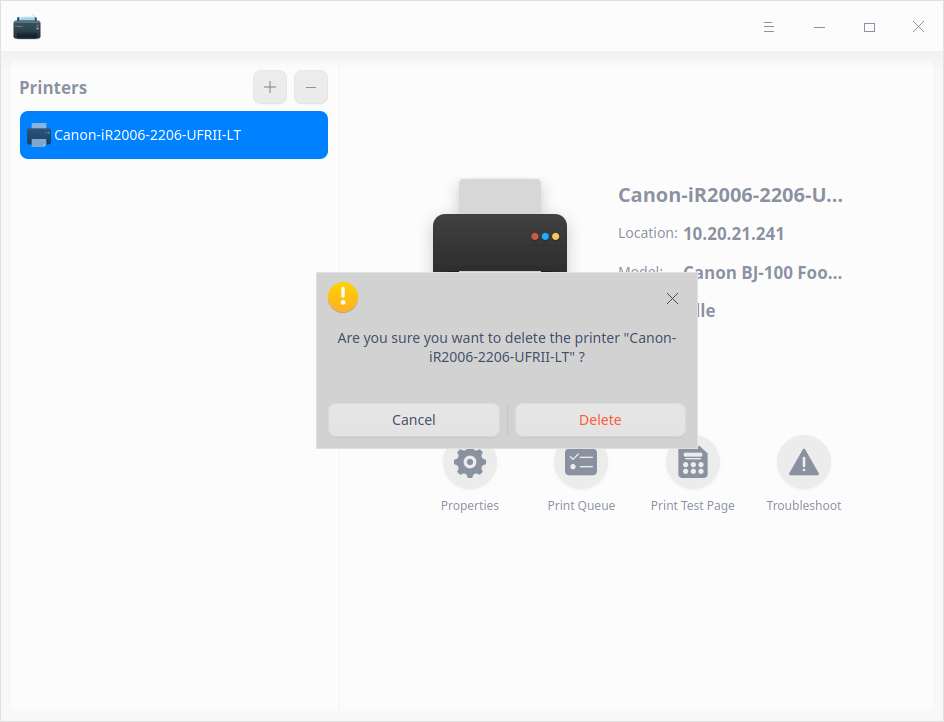 Printers
Canon-iR2006-2206-UFRII-LT
Canon-iR2006-2206-U...
Location: 10.20.21.241
Model: Canon BJ-100 Foo...
Are you sure you want to delete the printer "Canon-
iR2006-2206-UFRII-LT" ?
Cancel
Delete
Properties
Print Queue
Print Test Page
Troubleshoot